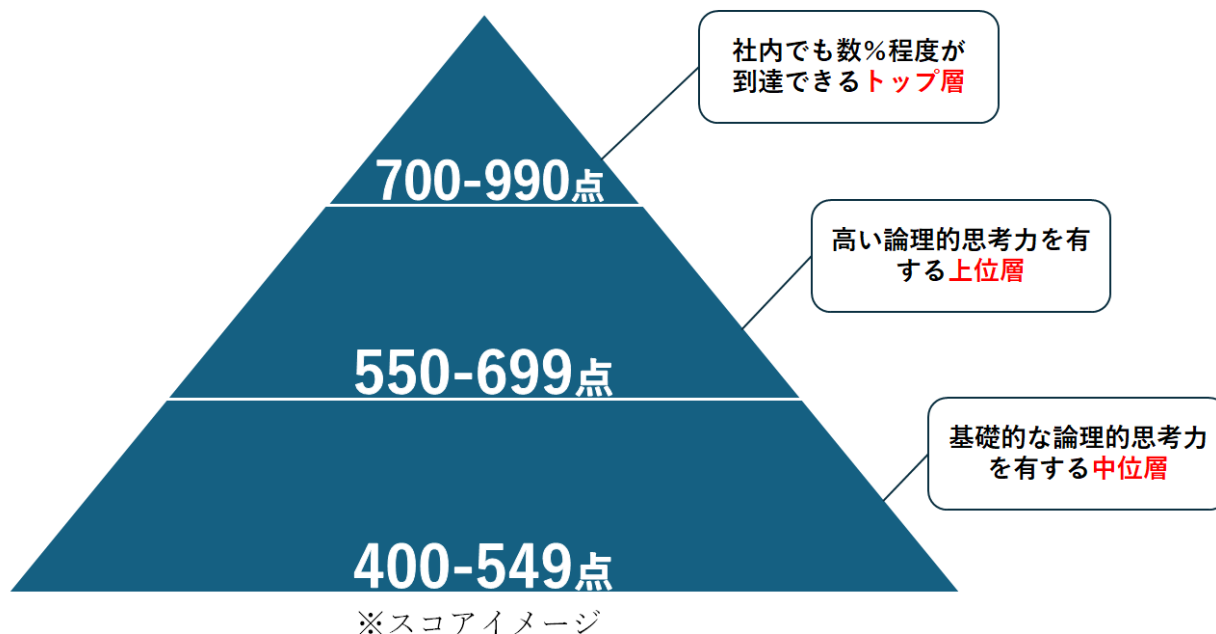 社内でも数%程度が
到達できるトップ層
700-990点
高い論理的思考力を有
する上位層
550-699点
基礎的な論理的思考力
を有する中位層
400-549点
※スコアイメージ